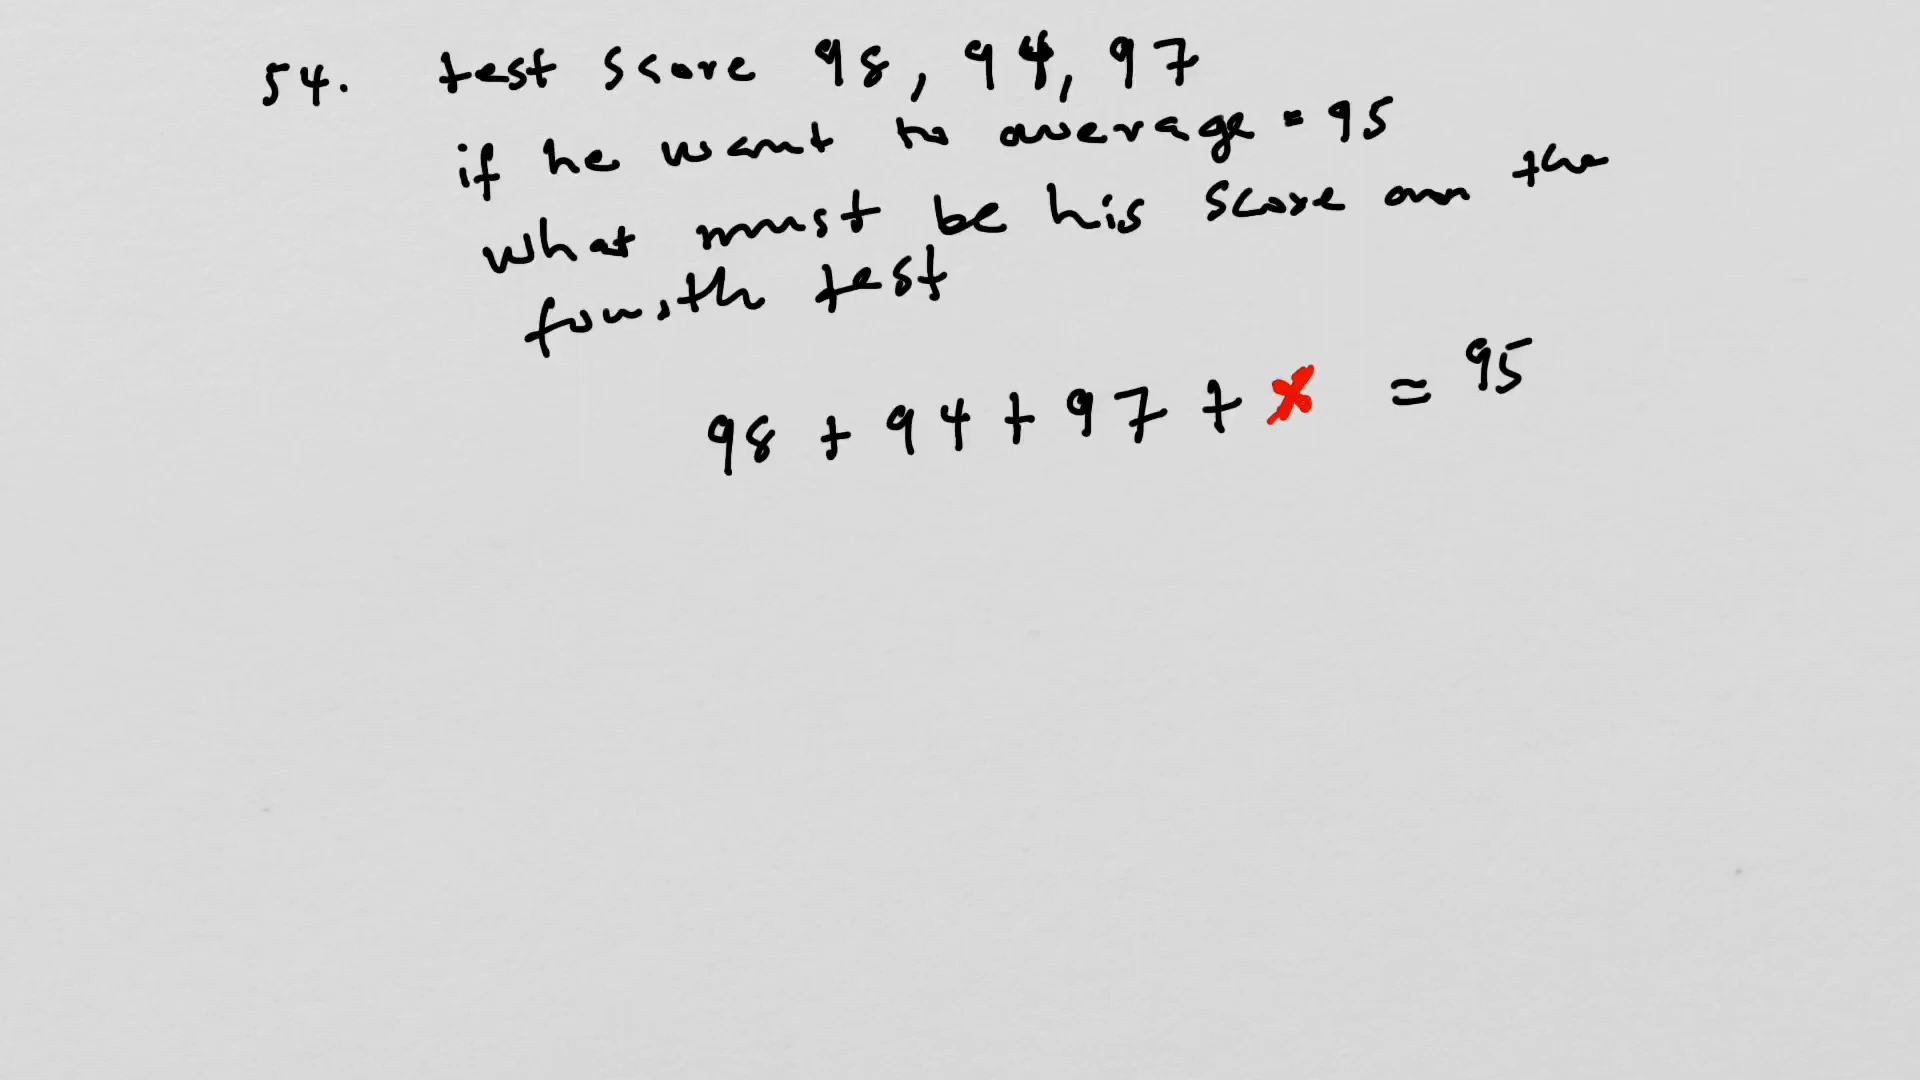 54. test score 98, 94, 97
if he want to average = 95
what must be his score on the
fourth test
98 + 94 + 97 + x = 95